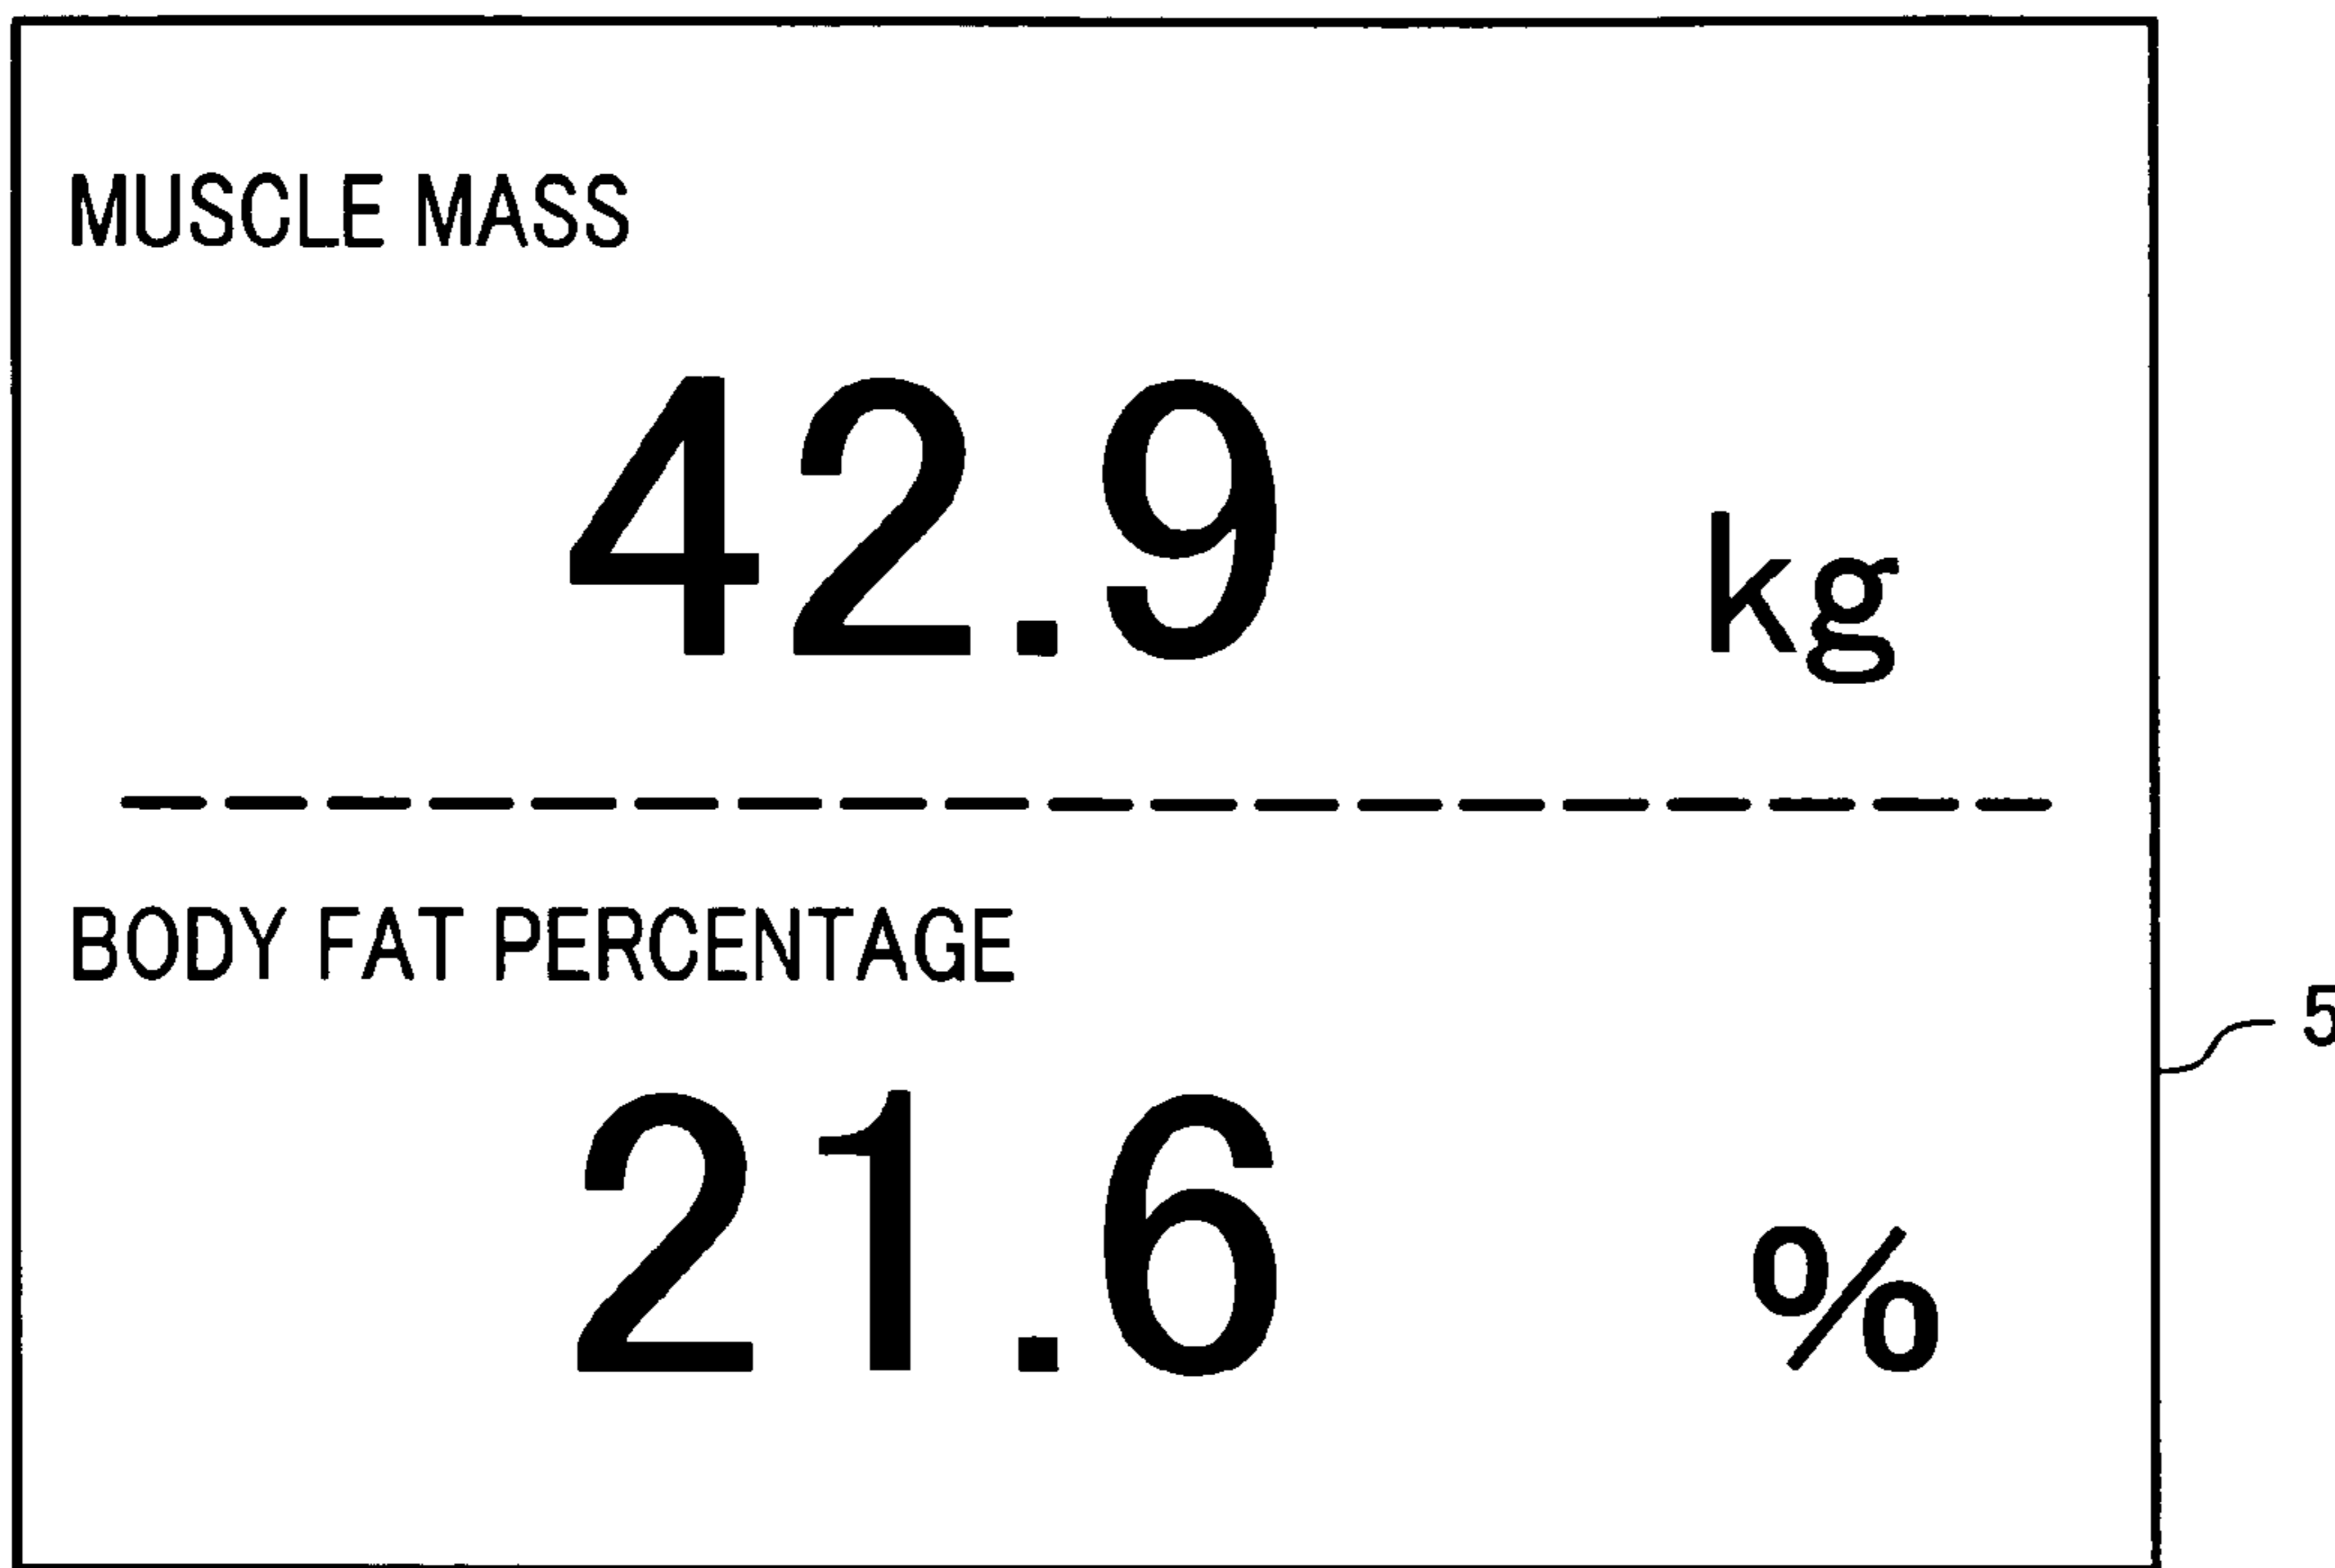 MUSCLE MASS
42.9 kg
BODY FAT PERCENTAGE
21.6 %
5